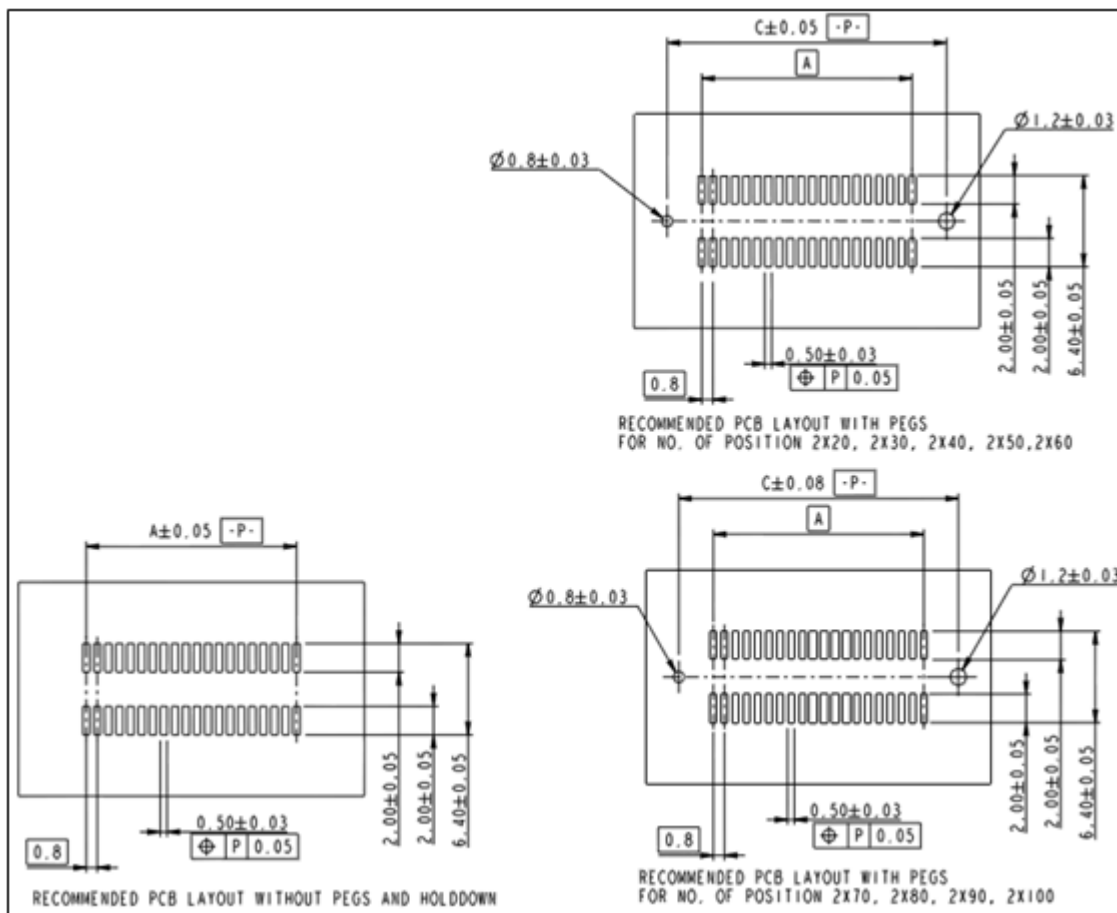 C±0.05 -P-
A
Ø1.2±0.03
Ø0.8±0.03
2.00±0.05
2.00±0.05
6.40±0.05
0.50±0.03
⌖ P 0.05
0.8
RECOMMENDED PCB LAYOUT WITH PEGS
FOR NO. OF POSITION 2X20, 2X30, 2X40, 2X50,2X60
A±0.05 -P-
2.00±0.05
2.00±0.05
6.40±0.05
0.50±0.03
⌖ P 0.05
0.8
RECOMMENDED PCB LAYOUT WITHOUT PEGS AND HOLDDOWN
C±0.08 -P-
A
Ø1.2±0.03
Ø0.8±0.03
2.00±0.05
2.00±0.05
6.40±0.05
0.50±0.03
⌖ P 0.05
0.8
RECOMMENDED PCB LAYOUT WITH PEGS
FOR NO. OF POSITION 2X70, 2X80, 2X90, 2X100